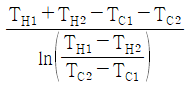 T_H1 + T_H2 − T_C1 − T_C2
ln( (T_H1 − T_H2) / (T_C2 − T_C1) )